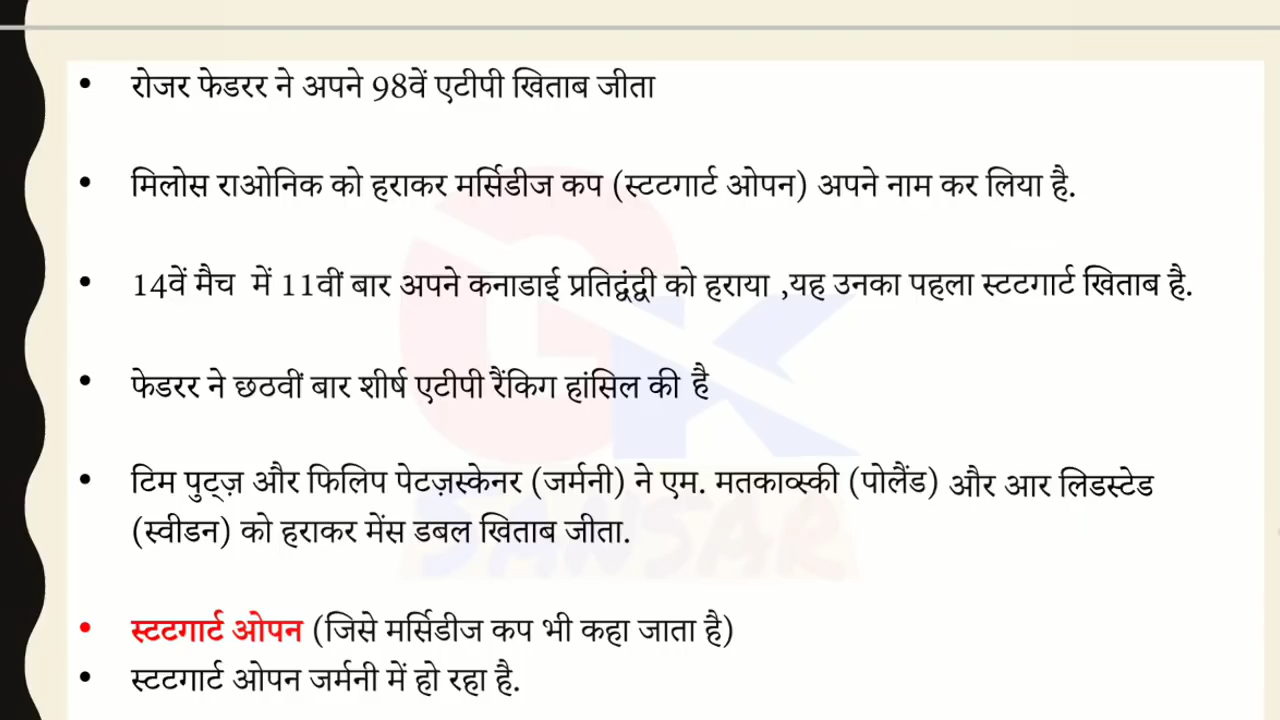 • रोजर फेडरर ने अपने 98वें एटीपी खिताब जीता
• मिलोस राओनिक को हराकर मर्सिडीज कप (स्टटगार्ट ओपन) अपने नाम कर लिया है.
• 14वें मैच में 11वीं बार अपने कनाडाई प्रतिद्वंद्वी को हराया ,यह उनका पहला स्टटगार्ट खिताब है.
• फेडरर ने छठवीं बार शीर्ष एटीपी रैंकिग हांसिल की है
• टिम पुट्ज़ और फिलिप पेटज़स्केनर (जर्मनी) ने एम. मतकाव्स्की (पोलैंड) और आर लिडस्टेड
(स्वीडन) को हराकर मेंस डबल खिताब जीता.
• स्टटगार्ट ओपन (जिसे मर्सिडीज कप भी कहा जाता है)
• स्टटगार्ट ओपन जर्मनी में हो रहा है.
GK
SANSAR